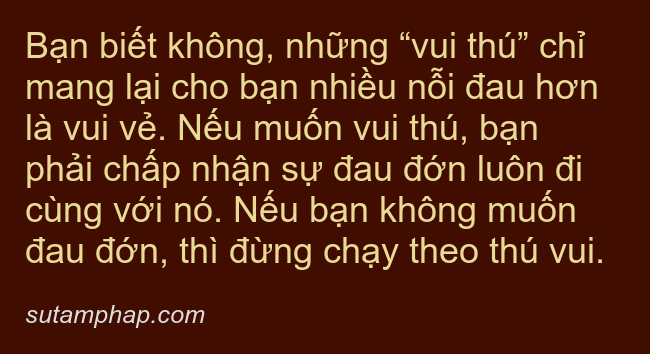 Bạn biết không, những “vui thú” chỉ
mang lại cho bạn nhiều nỗi đau hơn
là vui vẻ. Nếu muốn vui thú, bạn
phải chấp nhận sự đau đớn luôn đi
cùng với nó. Nếu bạn không muốn
đau đớn, thì đừng chạy theo thú vui.
sutamphap.com